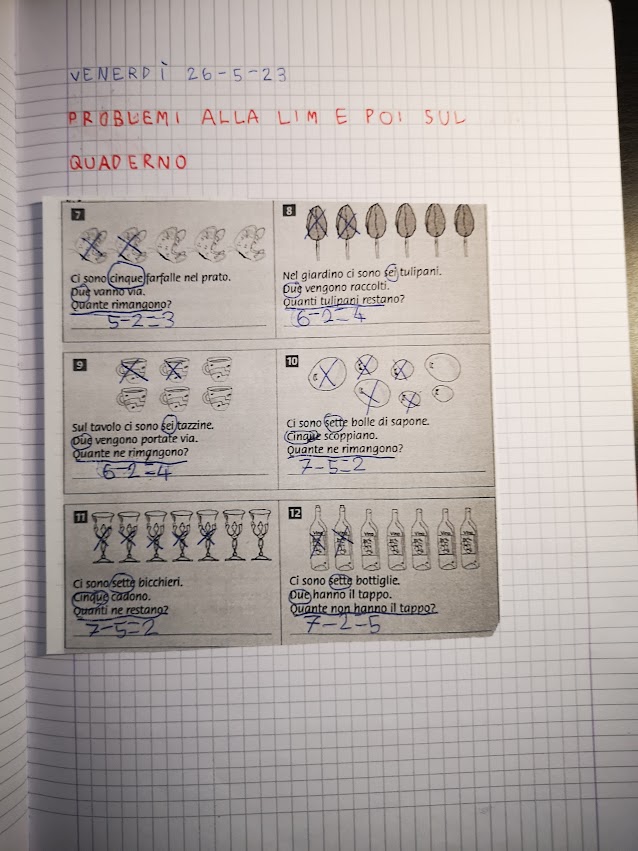 VENERDÌ 26-5-23
PROBLEMI ALLA LIM E POI SUL
QUADERNO
7
Ci sono cinque farfalle nel prato.
Due vanno via.
Quante rimangono?
5-2=3
8
Nel giardino ci sono sei tulipani.
Due vengono raccolti.
Quanti tulipani restano?
6-2=4
9
Sul tavolo ci sono sei tazzine.
Due vengono portate via.
Quante ne rimangono?
6-2=4
10
Ci sono sette bolle di sapone.
Cinque scoppiano.
Quante ne rimangono?
7-5=2
11
Ci sono sette bicchieri.
Cinque cadono.
Quanti ne restano?
7-5=2
12
Ci sono sette bottiglie.
Due hanno il tappo.
Quante non hanno il tappo?
7-2-5